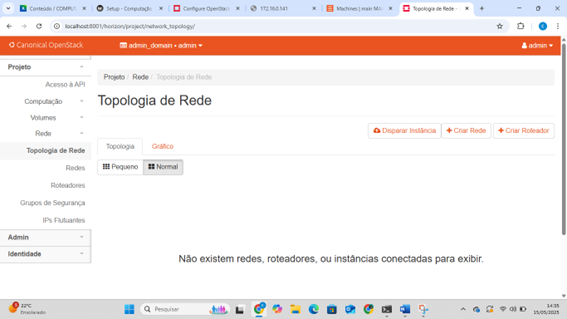 Conteúdo / COMPUT
Setup - Computação
Configure OpenStack
172.16.0.141
Machines | main MAA
Topologia de Rede -
localhost:8001/horizon/project/network_topology/
Canonical OpenStack
admin_domain • admin
admin
Projeto
Acesso à API
Computação
Volumes
Rede
Topologia de Rede
Redes
Roteadores
Grupos de Segurança
IPs Flutuantes
Admin
Identidade
Projeto / Rede / Topologia de Rede
Topologia de Rede
Disparar Instância
Criar Rede
Criar Roteador
Topologia
Gráfico
Pequeno
Normal
Não existem redes, roteadores, ou instâncias conectadas para exibir.
22°C
Ensolarado
Pesquisar
14:35
15/05/2025